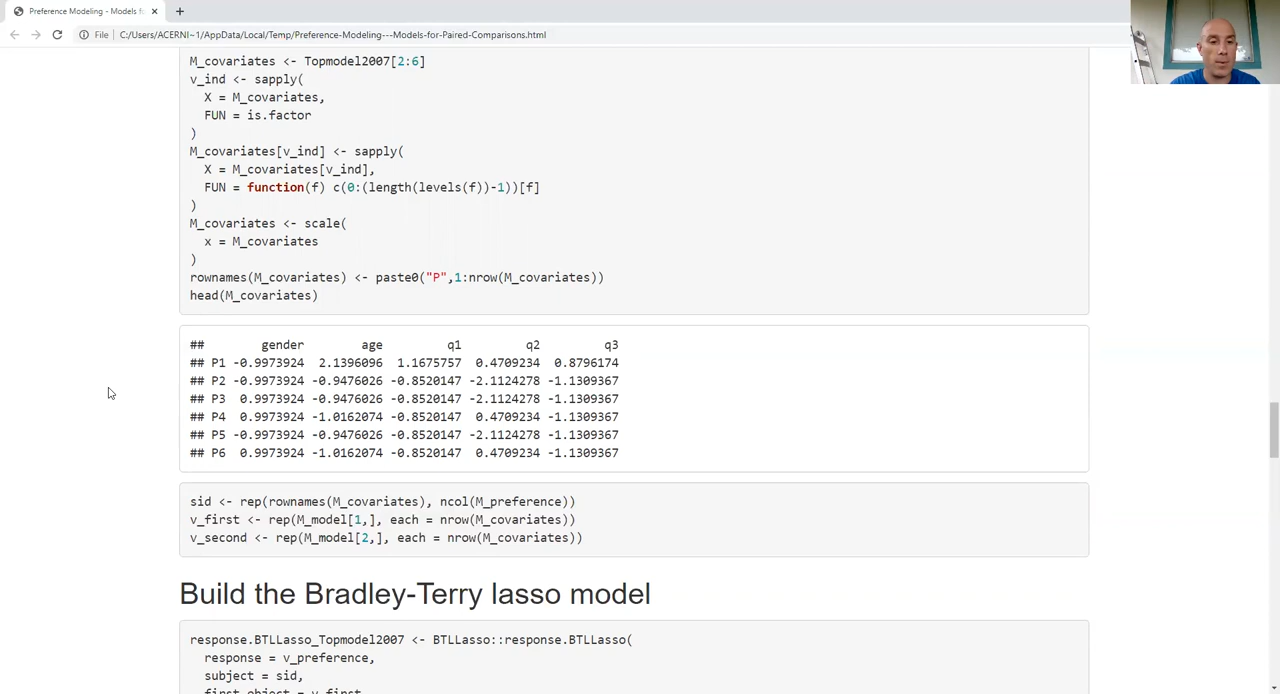 Preference Modeling - Models fo
File C:/Users/ACERNI~1/AppData/Local/Temp/Preference-Modeling---Models-for-Paired-Comparisons.html
M_covariates <- Topmodel2007[2:6]
v_ind <- sapply(
X = M_covariates,
FUN = is.factor
)
M_covariates[v_ind] <- sapply(
X = M_covariates[v_ind],
FUN = function(f) c(0:(length(levels(f))-1))[f]
)
M_covariates <- scale(
x = M_covariates
)
rownames(M_covariates) <- paste0("P",1:nrow(M_covariates))
head(M_covariates)
## gender age q1 q2 q3
## P1 -0.9973924 2.1396096 1.1675757 0.4709234 0.8796174
## P2 -0.9973924 -0.9476026 -0.8520147 -2.1124278 -1.1309367
## P3 0.9973924 -0.9476026 -0.8520147 -2.1124278 -1.1309367
## P4 0.9973924 -1.0162074 -0.8520147 0.4709234 -1.1309367
## P5 -0.9973924 -0.9476026 -0.8520147 -2.1124278 -1.1309367
## P6 0.9973924 -1.0162074 -0.8520147 0.4709234 -1.1309367
sid <- rep(rownames(M_covariates), ncol(M_preference))
v_first <- rep(M_model[1,], each = nrow(M_covariates))
v_second <- rep(M_model[2,], each = nrow(M_covariates))
Build the Bradley-Terry lasso model
response.BTLLasso_Topmodel2007 <- BTLLasso::response.BTLLasso(
response = v_preference,
subject = sid,
first.object = v_first